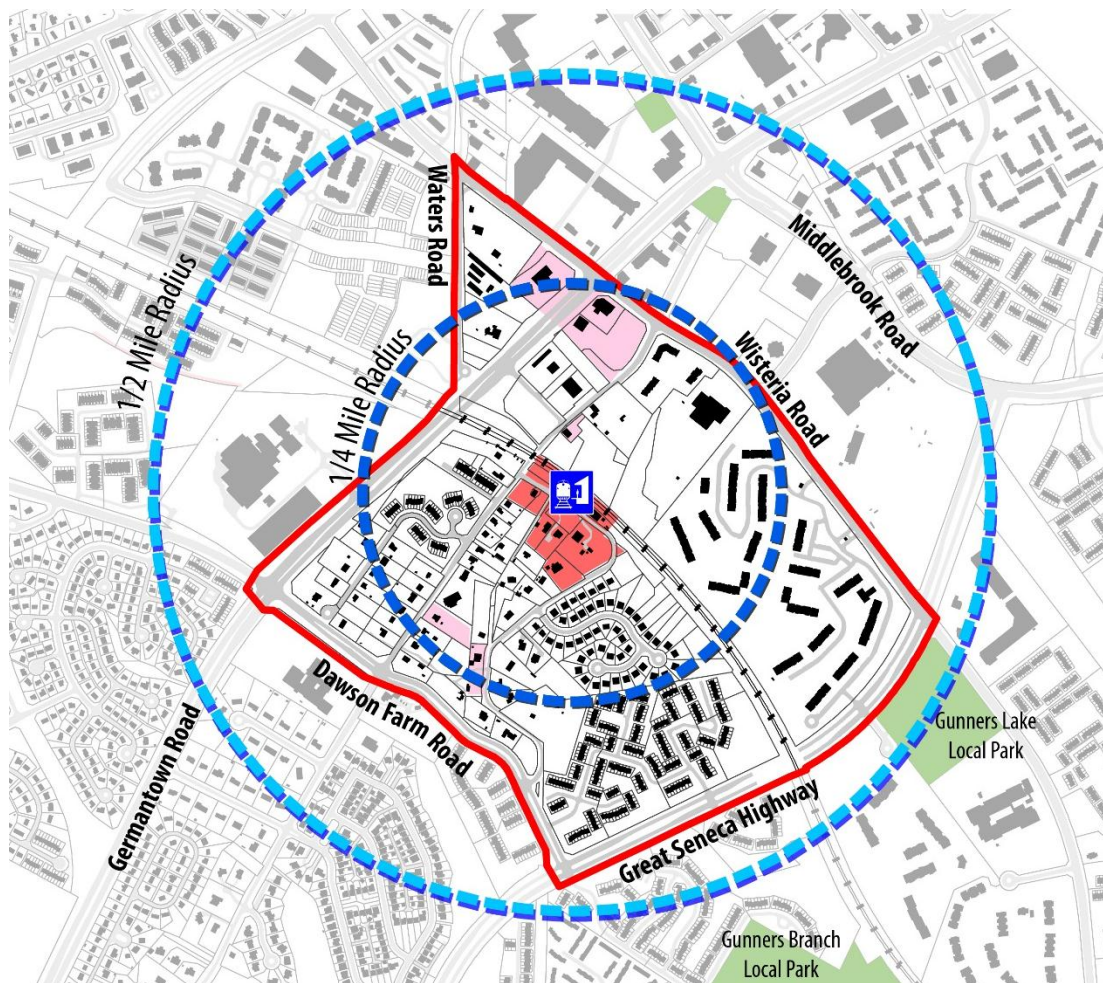 Waters Road
Middlebrook Road
1/2 Mile Radius
1/4 Mile Radius
Wisteria Road
Dawson Farm Road
Gunners Lake
Local Park
Germantown Road
Great Seneca Highway
Gunners Branch
Local Park